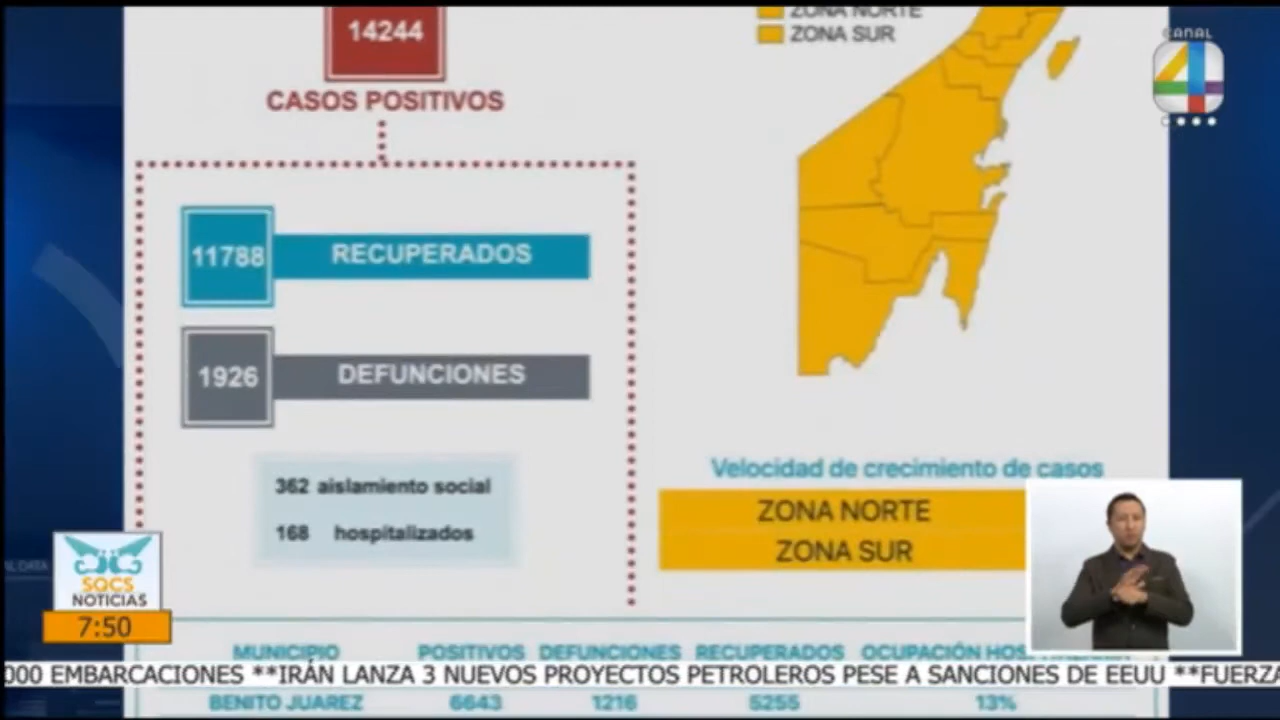 14244
CASOS POSITIVOS
11788
RECUPERADOS
1926
DEFUNCIONES
362 aislamiento social
168 hospitalizados
ZONA NORTE
ZONA SUR
CANAL
4
Velocidad de crecimiento de casos
ZONA NORTE
ZONA SUR
SQCS
NOTICIAS
7:50
MUNICIPIO POSITIVOS DEFUNCIONES RECUPERADOS OCUPACIÓN
000 EMBARCACIONES **IRÁN LANZA 3 NUEVOS PROYECTOS PETROLEROS PESE A SANCIONES DE EEUU **FUERZA
BENITO JUAREZ 6643 1216 5255 13%